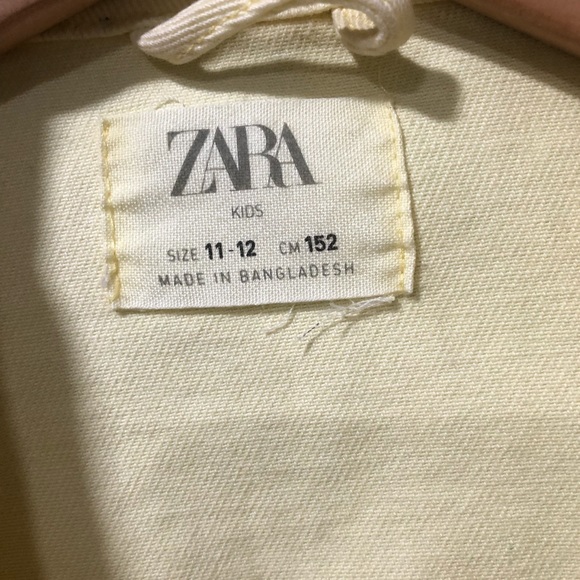 ZARA
KIDS
SIZE 11-12 CM 152
MADE IN BANGLADESH